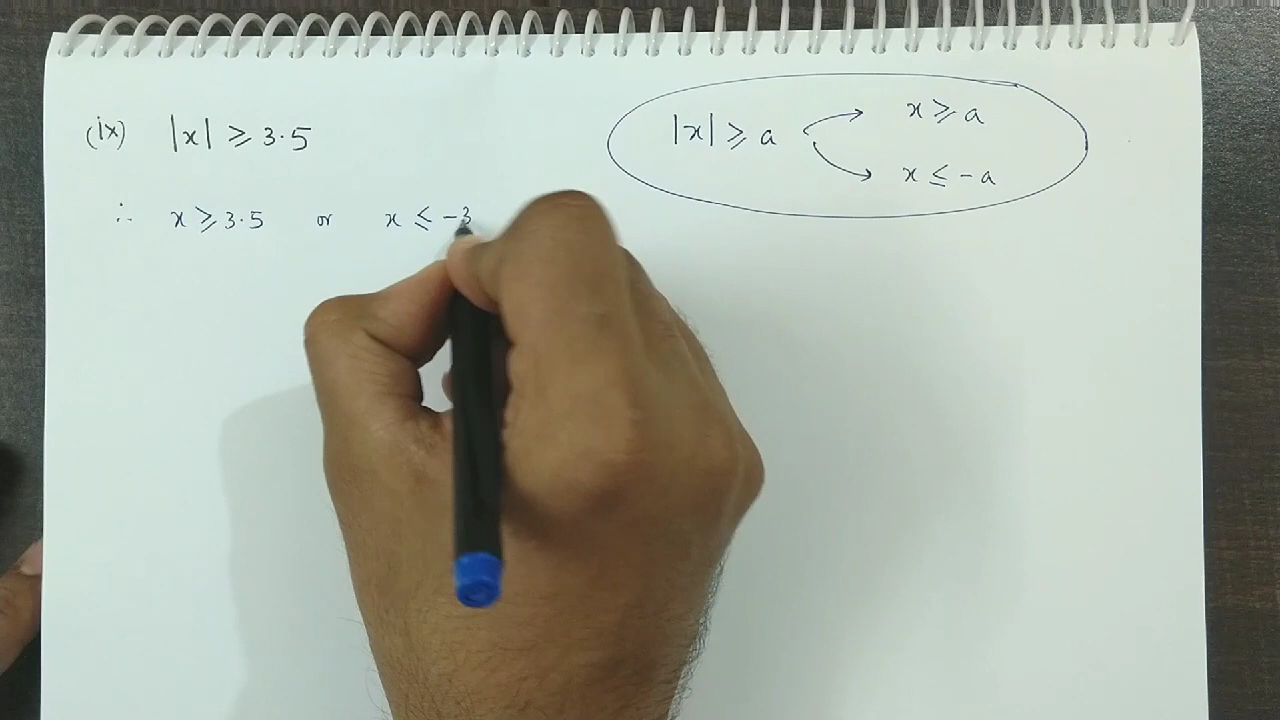 (ix) |x| ⩾ 3·5
∴ x ⩾ 3·5 or x ≤ -3
|x| ⩾ a
x ⩾ a
x ≤ -a